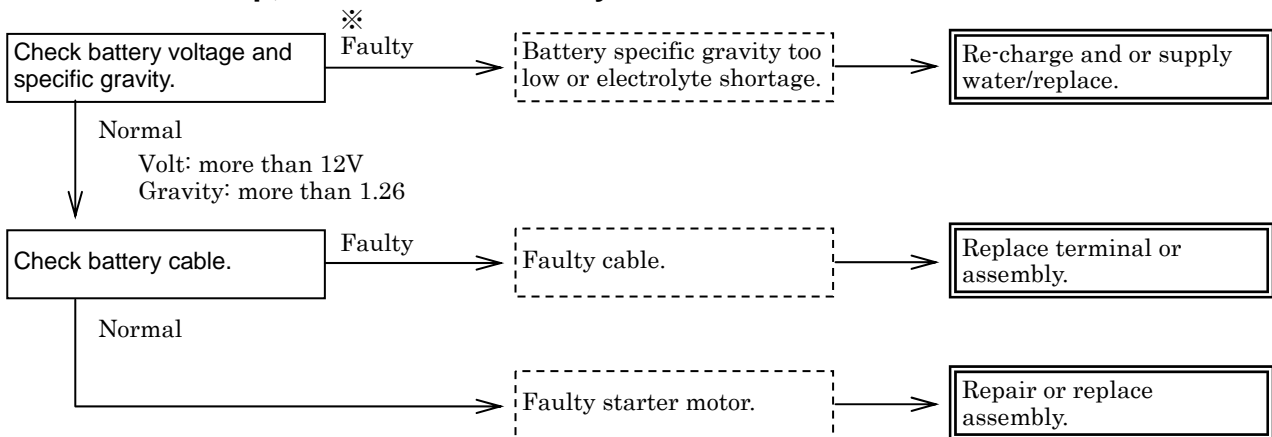 ※
Check battery voltage and
specific gravity.
Faulty
Battery specific gravity too
low or electrolyte shortage.
Re-charge and or supply
water/replace.
Normal
Volt: more than 12V
Gravity: more than 1.26
Check battery cable.
Faulty
Faulty cable.
Replace terminal or
assembly.
Normal
Faulty starter motor.
Repair or replace
assembly.